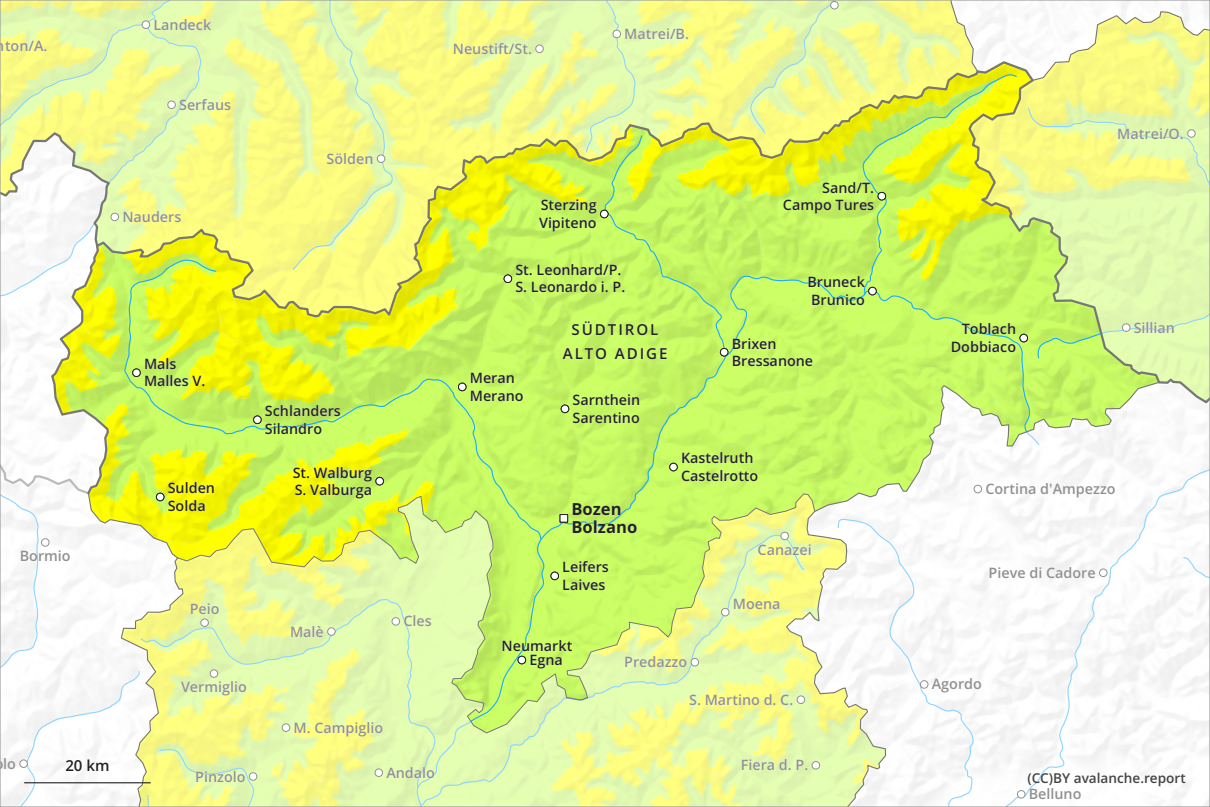 Landeck
Matrei/B.
nton/A.
Neustift/St.
Serfaus
Matrei/O.
Sölden
Sand/T.
Campo Tures
Nauders
Sterzing
Vipiteno
St. Leonhard/P.
S. Leonardo i. P.
Bruneck
Brunico
SÜDTIROL
ALTO ADIGE
Toblach
Dobbiaco
Sillian
Brixen
Bressanone
Mals
Malles V.
Meran
Merano
Sarnthein
Sarentino
Schlanders
Silandro
Kastelruth
Castelrotto
St. Walburg
S. Valburga
Sulden
Solda
Cortina d'Ampezzo
Bozen
Bolzano
Bormio
Canazei
Leifers
Laives
Pieve di Cadore
Peio
Moena
Malè
Cles
Neumarkt
Egna
Predazzo
Vermiglio
Agordo
S. Martino d. C.
M. Campiglio
20 km
olo
Pinzolo
Andalo
Fiera d. P.
(CC)BY avalanche.report
Belluno